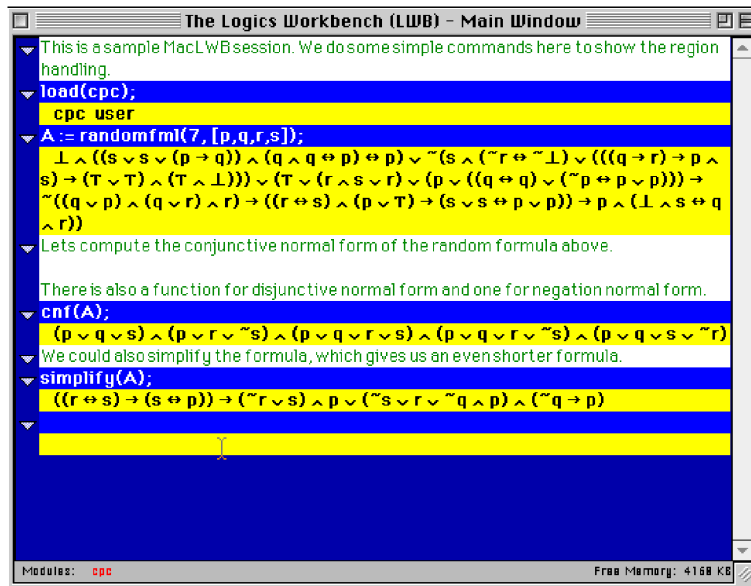 The Logics Workbench (LWB) - Main Window
This is a sample MacLWB session. We do some simple commands here to show the region
handling.
load(cpc);
cpc user
A := randomfml(7, [p,q,r,s]);
⊥ ∧ ((s ∨ s ∨ (p → q)) ∧ (q ∧ q ↔ p) ↔ p) ∨ ~(s ∧ (~r ↔ ~⊥) ∨ (((q → r) → p ∧
s) → (T ∨ T) ∧ (T ∧ ⊥))) ∨ (T ∨ (r ∧ s ∨ r) ∨ (p ∨ ((q ↔ q) ∨ (~p ↔ p ∨ p))) →
~((q ∨ p) ∧ (q ∨ r) ∧ r) → ((r ↔ s) ∧ (p ∨ T) → (s ∨ s ↔ p ∨ p)) → p ∧ (⊥ ∧ s ↔ q
∧ r))
Lets compute the conjunctive normal form of the random formula above.
There is also a function for disjunctive normal form and one for negation normal form.
cnf(A);
(p ∨ q ∨ s) ∧ (p ∨ r ∨ ~s) ∧ (p ∨ q ∨ r ∨ s) ∧ (p ∨ q ∨ r ∨ ~s) ∧ (p ∨ q ∨ s ∨ ~r)
We could also simplify the formula, which gives us an even shorter formula.
simplify(A);
((r ↔ s) → (s ↔ p)) → (~r ∨ s) ∧ p ∨ (~s ∨ r ∨ ~q ∧ p) ∧ (~q → p)
Modules: cpc Free Memory: 4168 KB